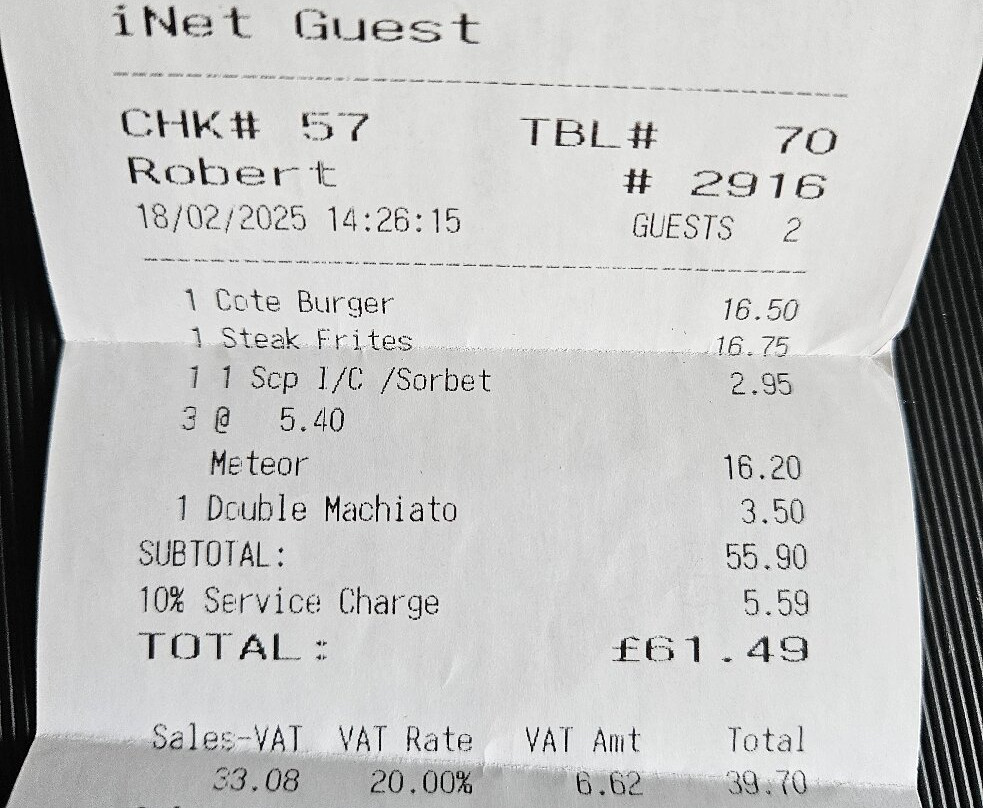 iNet Guest
CHK# 57 TBL# 70
Robert # 2916
18/02/2025 14:26:15 GUESTS 2
1 Cote Burger 16.50
1 Steak Frites 16.75
1 1 Scp I/C /Sorbet 2.95
3 @ 5.40
Meteor 16.20
1 Double Machiato 3.50
SUBTOTAL: 55.90
10% Service Charge 5.59
TOTAL: £61.49
Sales-VAT VAT Rate VAT Amt Total
33.08 20.00% 6.62 39.70